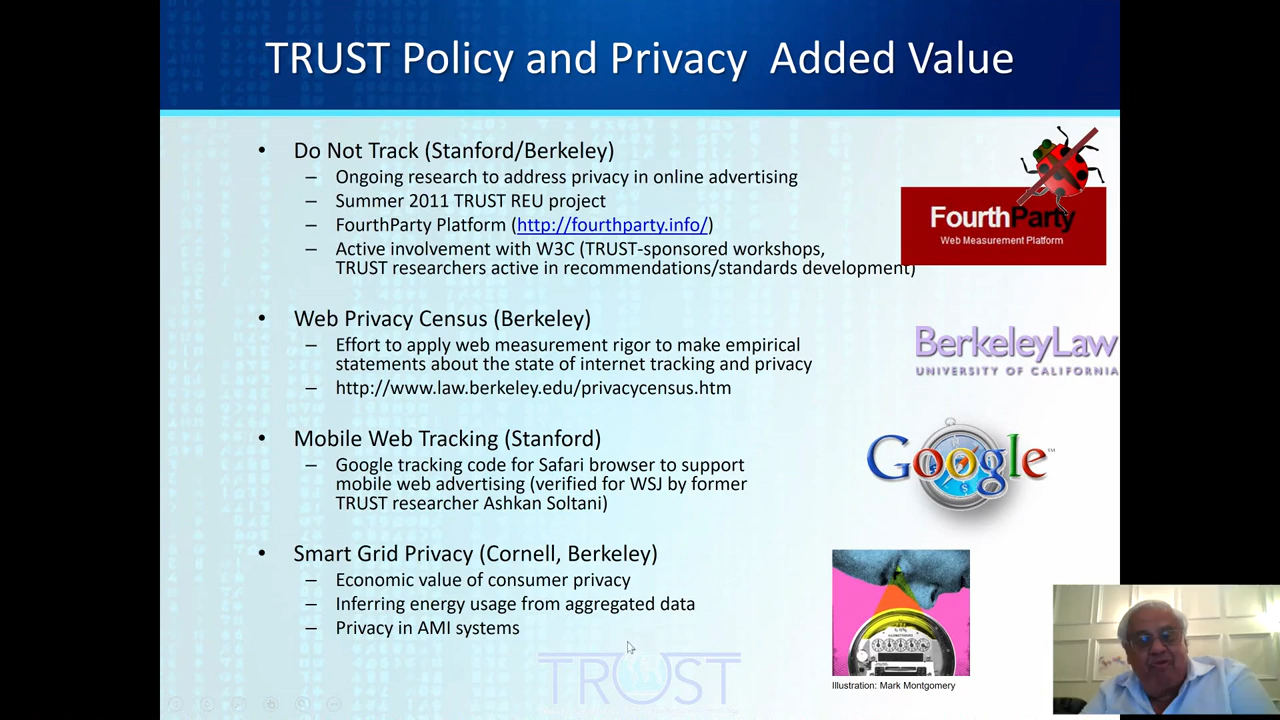 TRUST Policy and Privacy Added Value
• Do Not Track (Stanford/Berkeley)
– Ongoing research to address privacy in online advertising
– Summer 2011 TRUST REU project
– FourthParty Platform (http://fourthparty.info/)
– Active involvement with W3C (TRUST-sponsored workshops,
TRUST researchers active in recommendations/standards development)
FourthParty
Web Measurement Platform
• Web Privacy Census (Berkeley)
– Effort to apply web measurement rigor to make empirical
statements about the state of internet tracking and privacy
– http://www.law.berkeley.edu/privacycensus.htm
BerkeleyLaw
UNIVERSITY OF CALIFORNIA
• Mobile Web Tracking (Stanford)
– Google tracking code for Safari browser to support
mobile web advertising (verified for WSJ by former
TRUST researcher Ashkan Soltani)
Google™
• Smart Grid Privacy (Cornell, Berkeley)
– Economic value of consumer privacy
– Inferring energy usage from aggregated data
– Privacy in AMI systems
Illustration: Mark Montgomery
TRUST